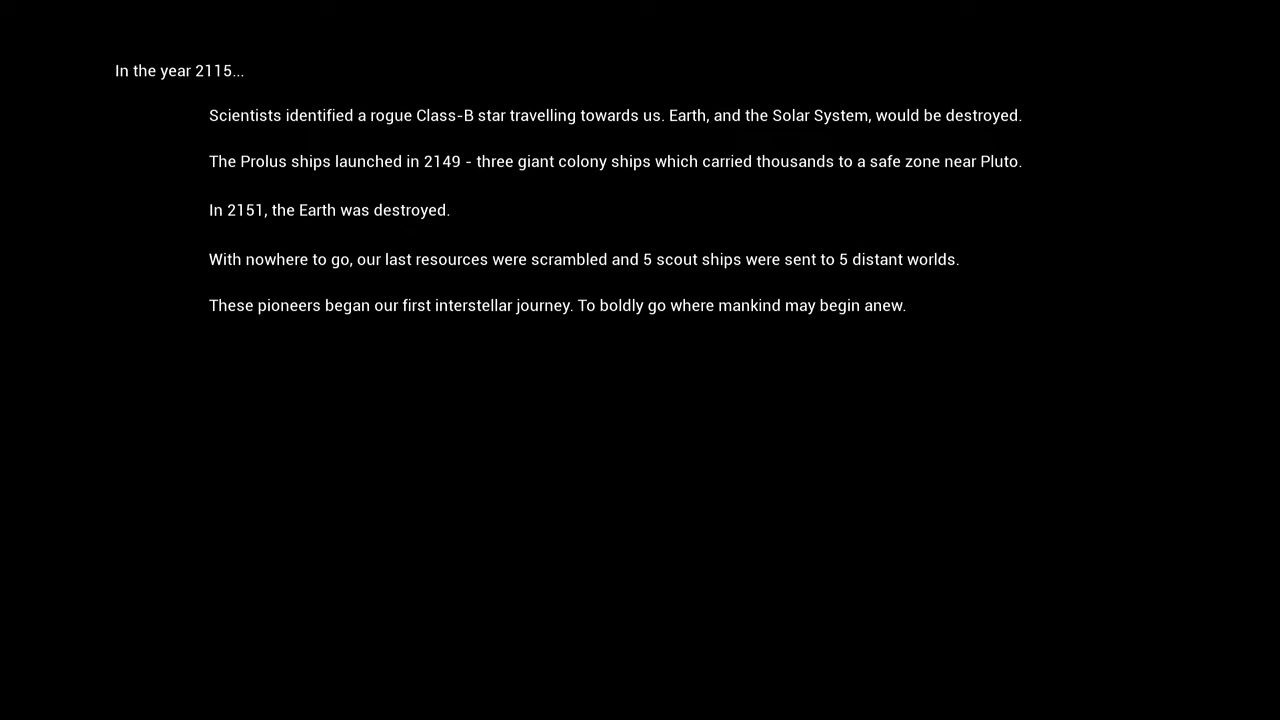 In the year 2115...
Scientists identified a rogue Class-B star travelling towards us. Earth, and the Solar System, would be destroyed.
The Prolus ships launched in 2149 - three giant colony ships which carried thousands to a safe zone near Pluto.
In 2151, the Earth was destroyed.
With nowhere to go, our last resources were scrambled and 5 scout ships were sent to 5 distant worlds.
These pioneers began our first interstellar journey. To boldly go where mankind may begin anew.